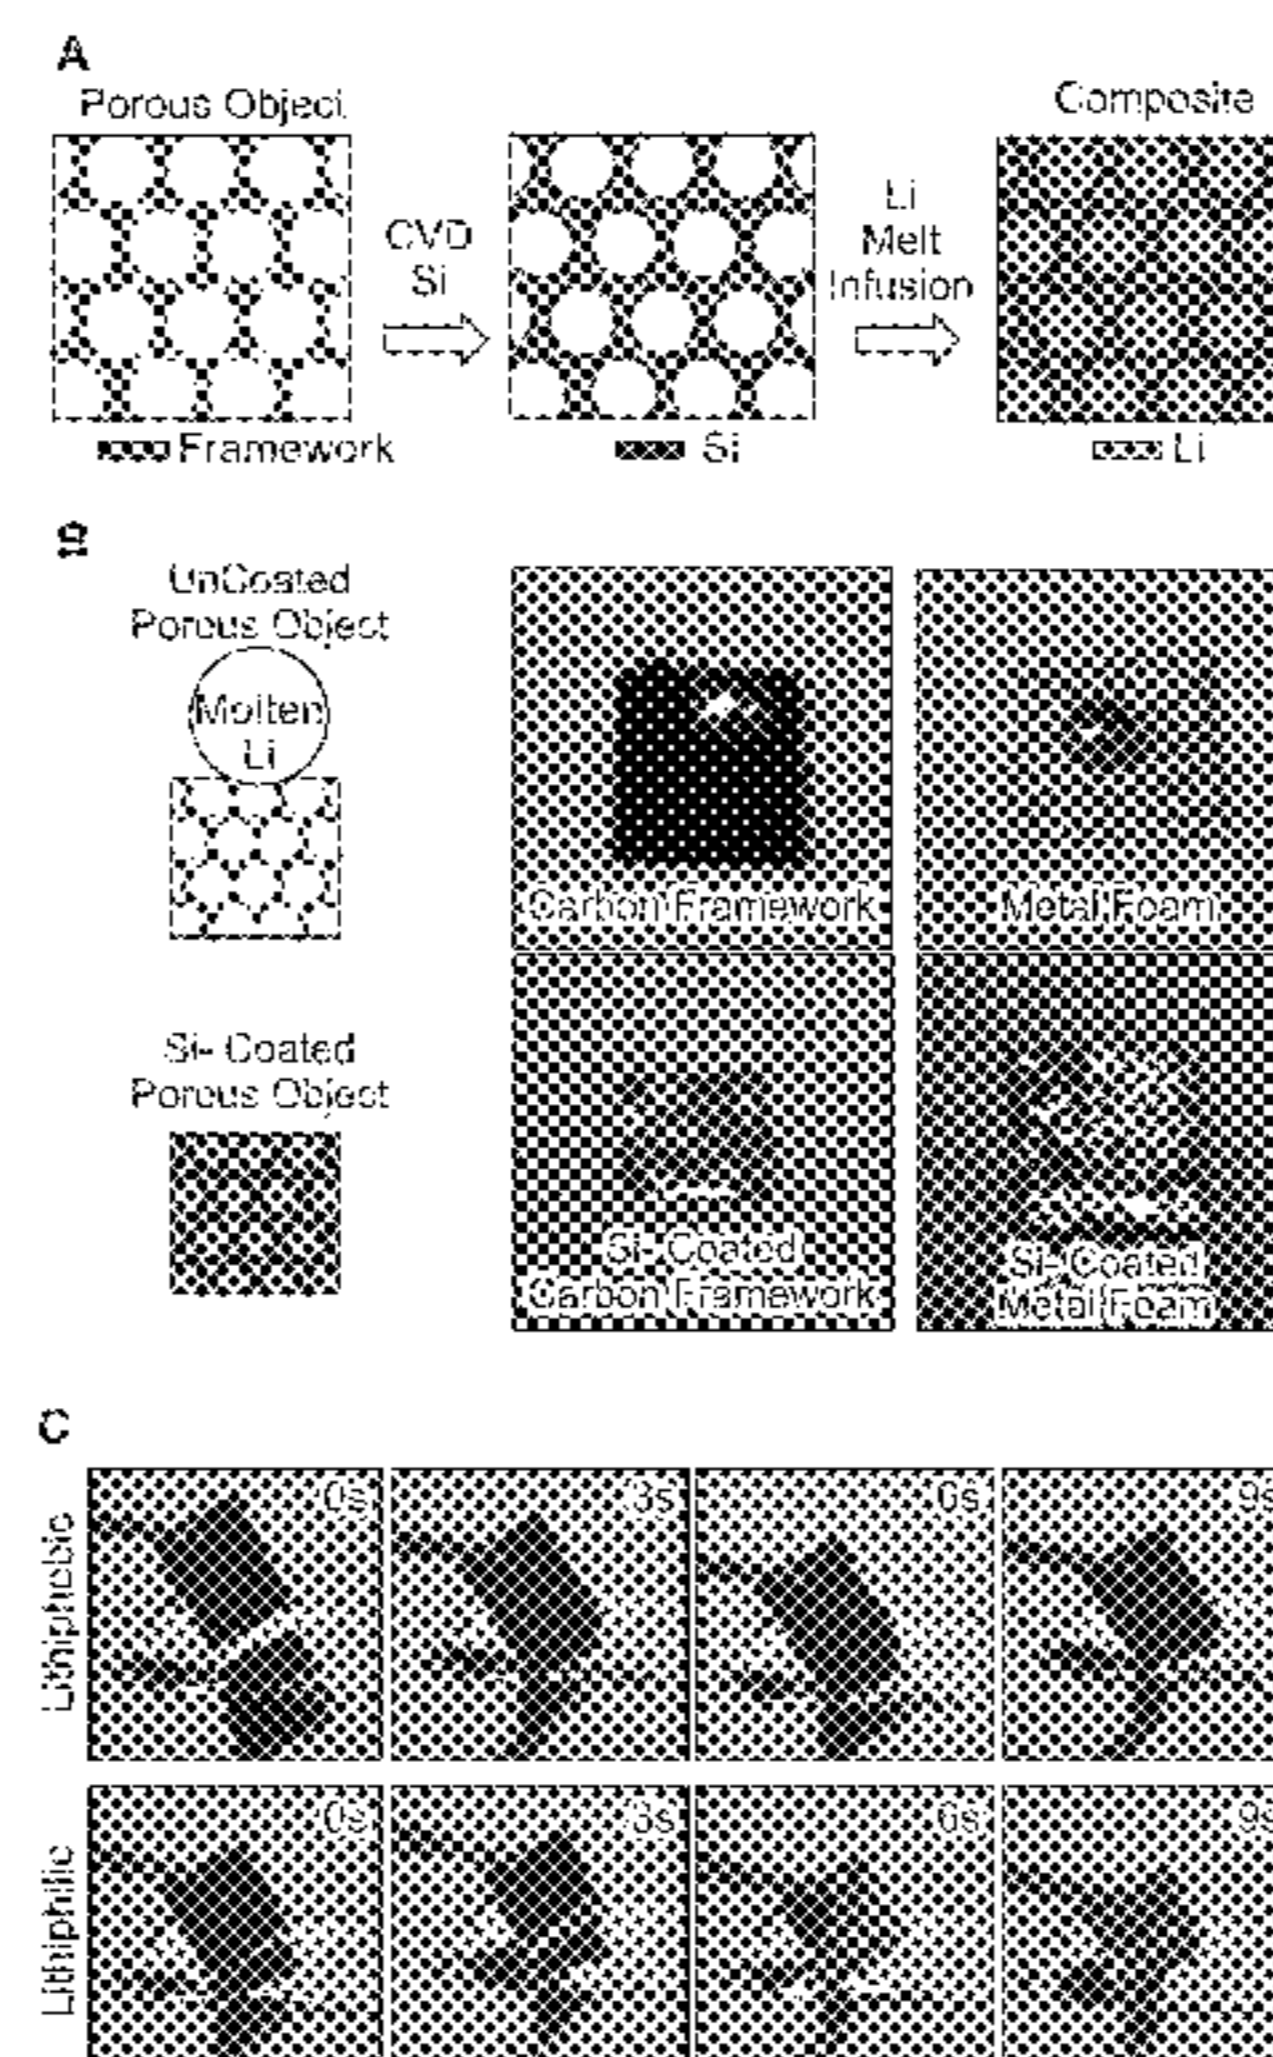 A
Porous Object
Composite
CVD
Si
Li
Melt
Infusion
Framework
Si
Li
B
UnCoated
Porous Object
Molten
Li
Carbon Framework
Metal Foam
Si- Coated
Porous Object
Si- Coated
Carbon Framework
Si- Coated
Metal Foam
C
Lithiphobic
0s
3s
6s
9s
Lithiphilic
0s
3s
6s
9s